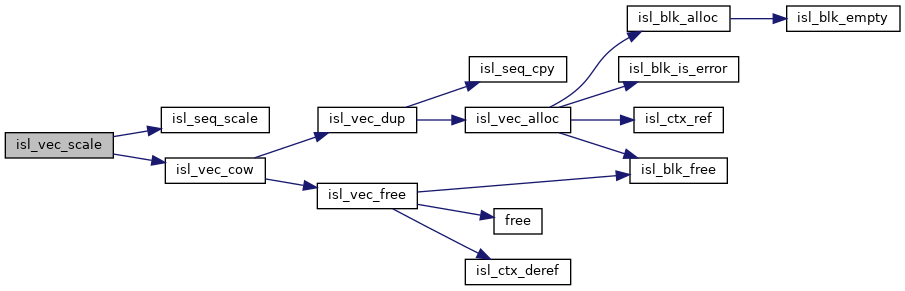 isl_vec_scale
isl_seq_scale
isl_vec_cow
isl_vec_dup
isl_vec_free
isl_seq_cpy
isl_vec_alloc
free
isl_ctx_deref
isl_blk_alloc
isl_blk_is_error
isl_ctx_ref
isl_blk_free
isl_blk_empty